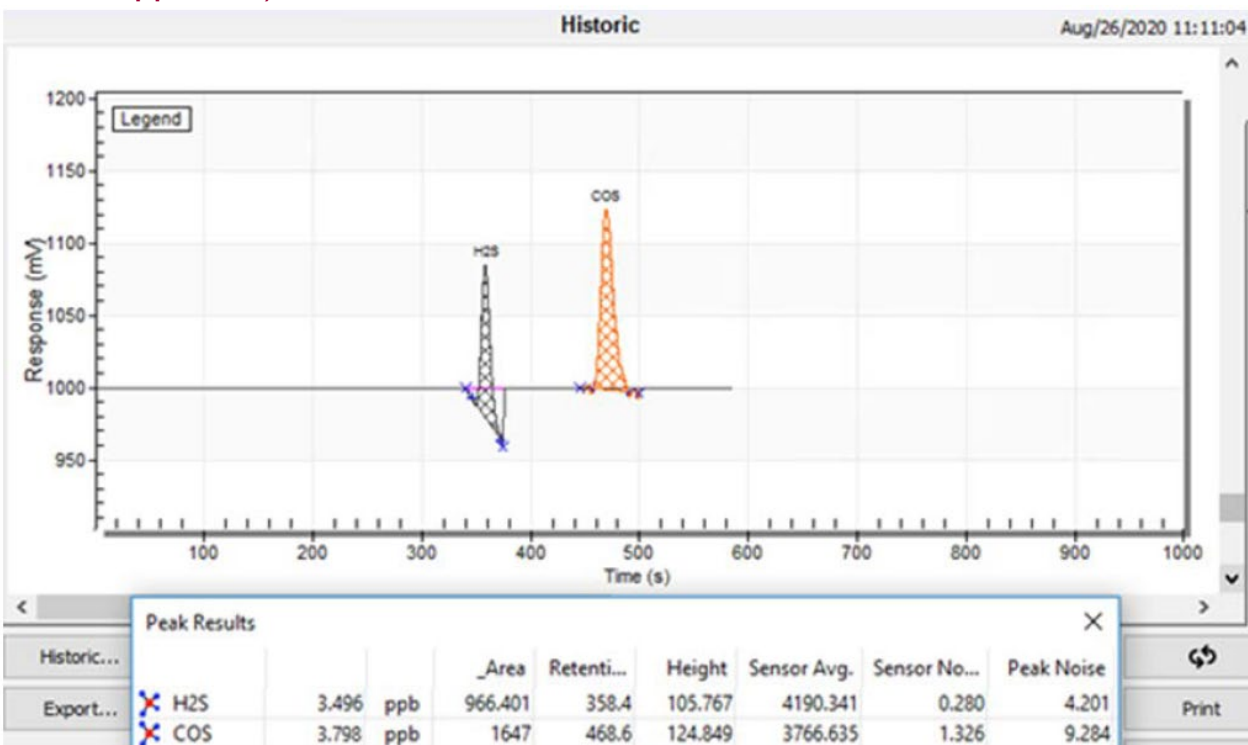 Historic
Aug/26/2020 11:11:04
1200
Legend
1150
COS
1100
H2S
Response (mV)
1050
1000
950
100 200 300 400 500 600 700 800 900 1000
Time (s)
Peak Results
Historic...
_Area Retenti... Height Sensor Avg. Sensor No... Peak Noise
Export...
H2S 3.496 ppb 966.401 358.4 105.767 4190.341 0.280 4.201
Print
COS 3.798 ppb 1647 468.6 124.849 3766.635 1.326 9.284